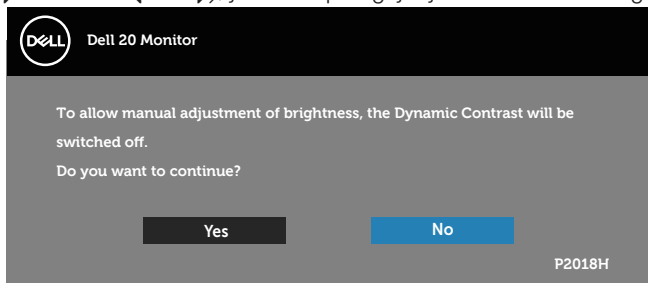 DELL Dell 20 Monitor
To allow manual adjustment of brightness, the Dynamic Contrast will be
switched off.
Do you want to continue?
Yes No
P2018H